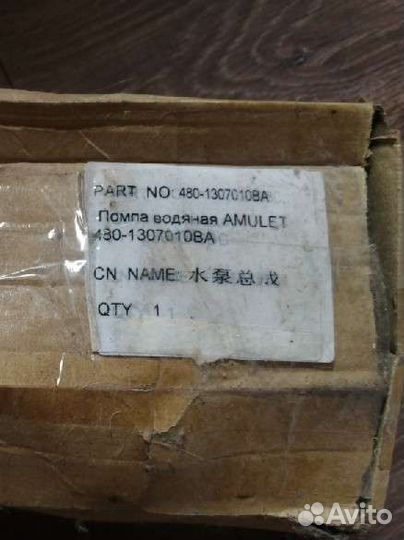 PART NO: 480-1307010BA
Помпа водяная AMULET
480-1307010BA
CN NAME: 水泵总成
QTY 1
Avito